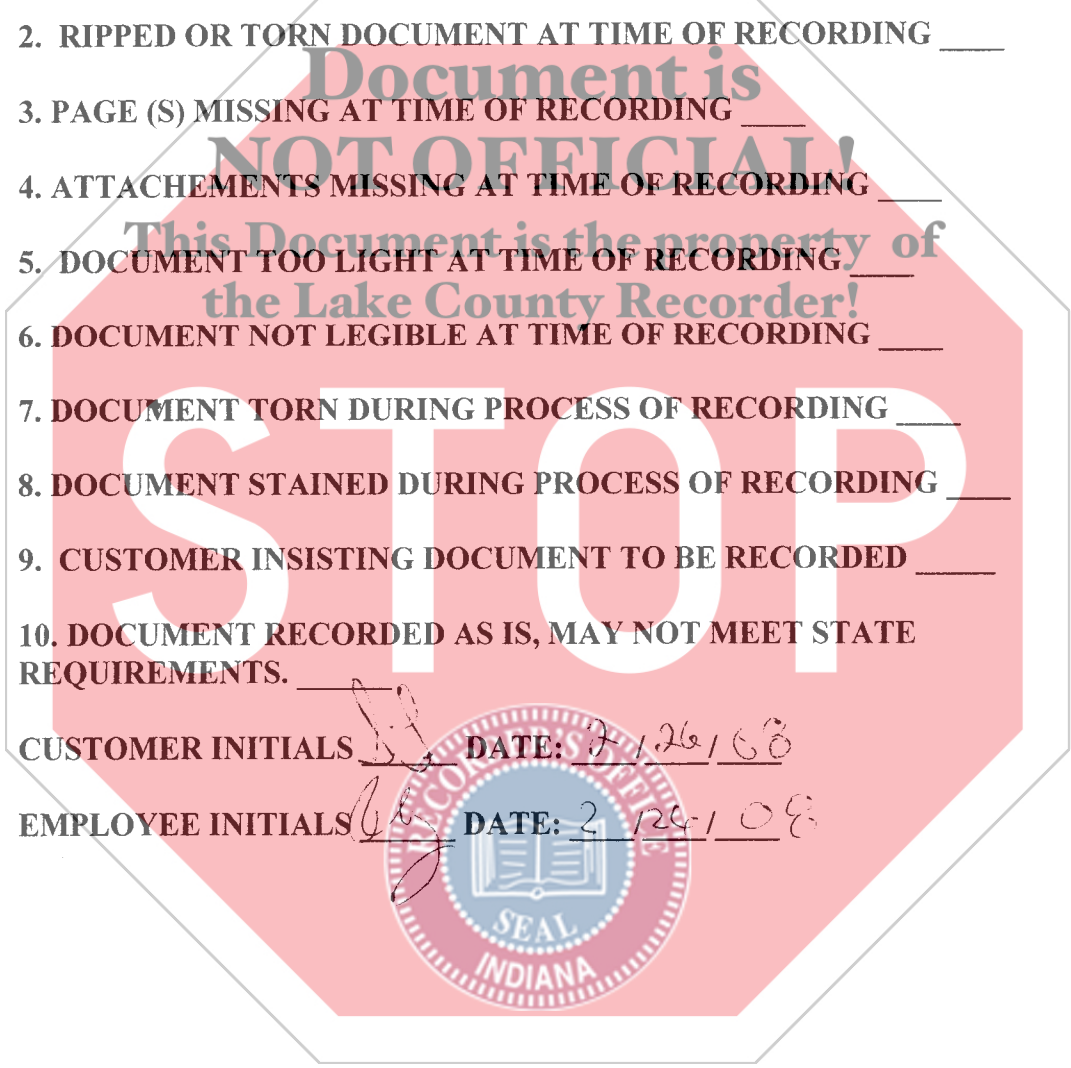 2. RIPPED OR TORN DOCUMENT AT TIME OF RECORDING ____
Document is
3. PAGE (S) MISSING AT TIME OF RECORDING ____
NOT OFFICIAL!
4. ATTACHEMENTS MISSING AT TIME OF RECORDING ____
This Document is the property of
5. DOCUMENT TOO LIGHT AT TIME OF RECORDING ____
the Lake County Recorder!
6. DOCUMENT NOT LEGIBLE AT TIME OF RECORDING ____
7. DOCUMENT TORN DURING PROCESS OF RECORDING ____
STOP
8. DOCUMENT STAINED DURING PROCESS OF RECORDING ____
9. CUSTOMER INSISTING DOCUMENT TO BE RECORDED ____
10. DOCUMENT RECORDED AS IS, MAY NOT MEET STATE
REQUIREMENTS. ____
CUSTOMER INITIALS DATE: 2/26/08
EMPLOYEE INITIALS DATE: 2/26/08
RECORDER'S OFFICE
SEAL
INDIANA